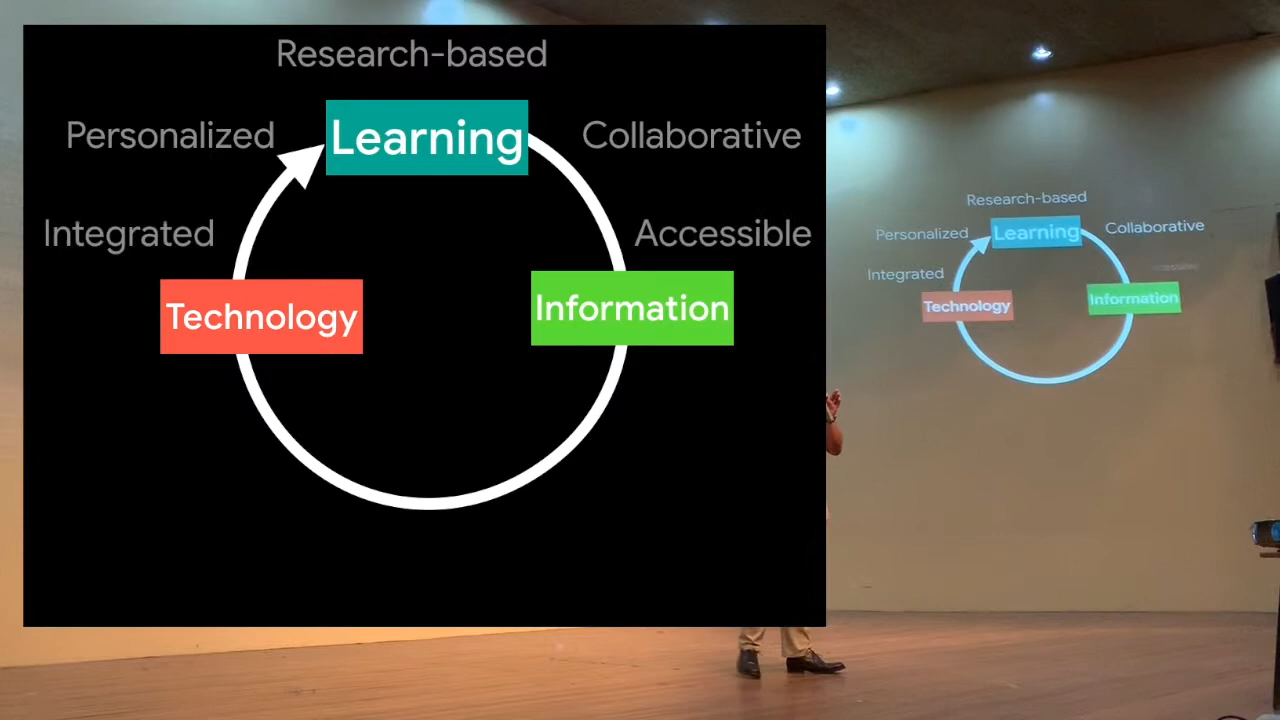 Research-based
Personalized
Learning
Collaborative
Integrated
Accessible
Technology
Information
Research-based
Personalized
Learning
Collaborative
Integrated
Technology
Information